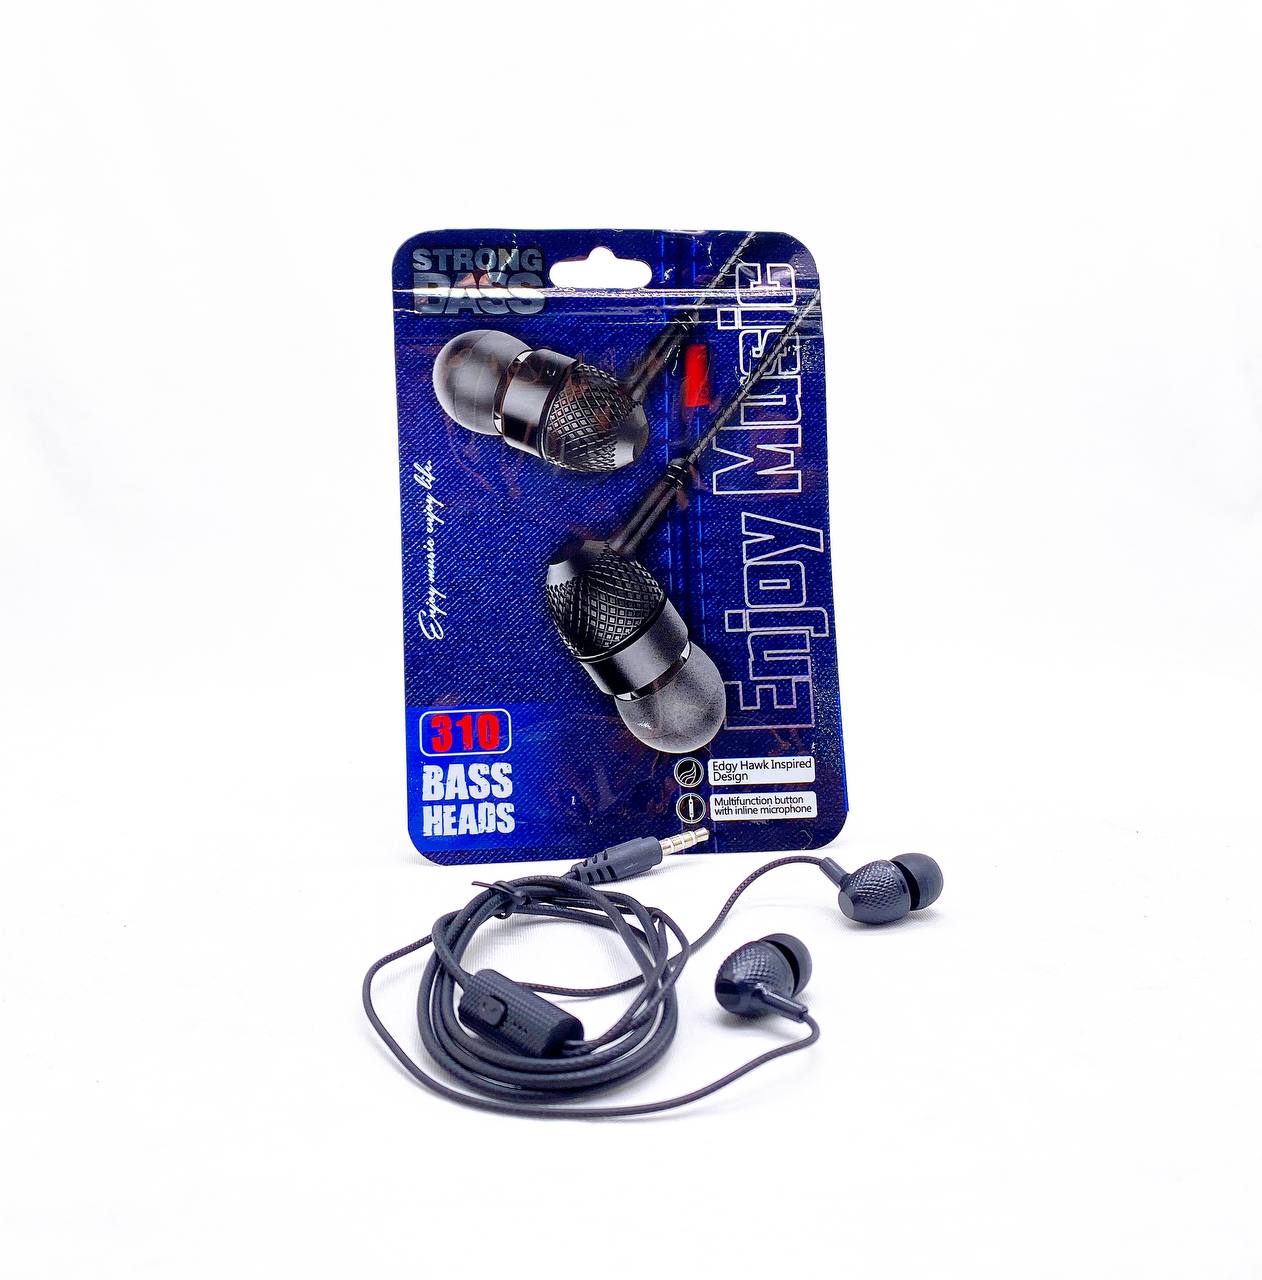 STRONG
BASS
Enjoy Music
Enjoy music enjoy life.
310
BASS
HEADS
Edgy Hawk Inspired
Design
Multifunction button
with inline microphone